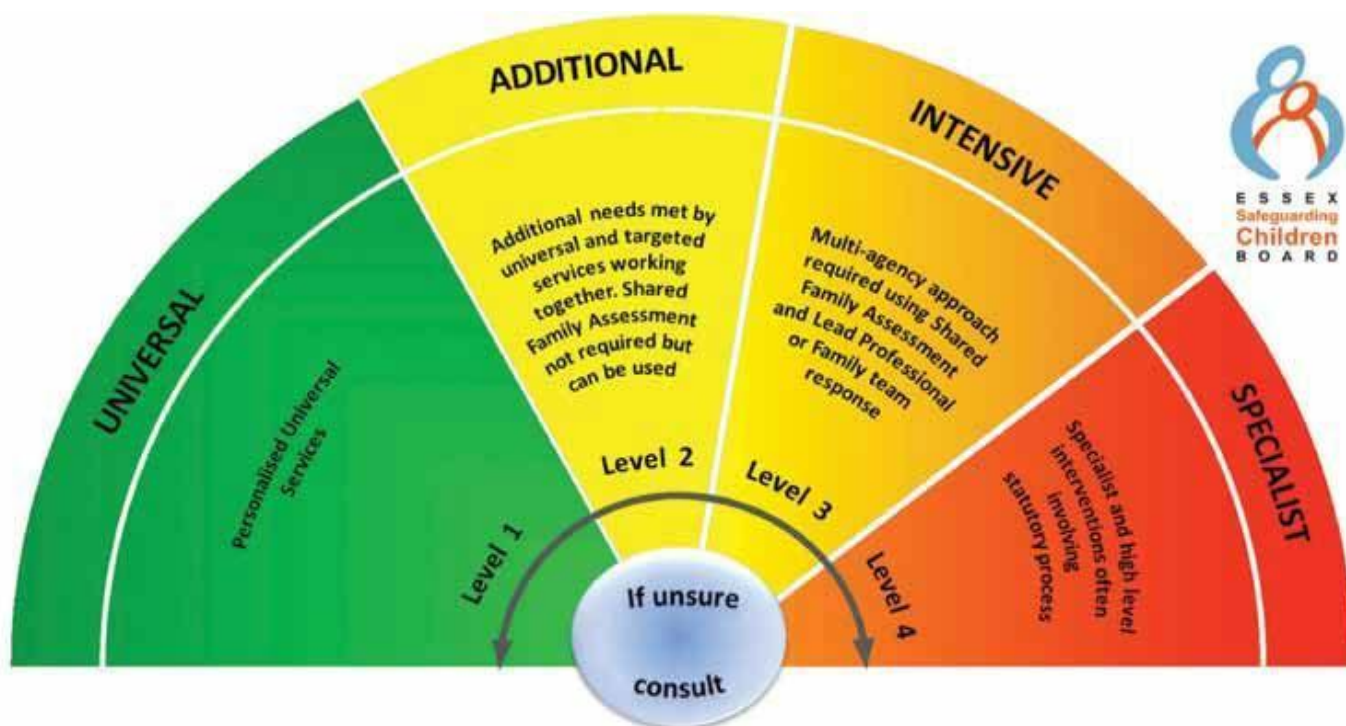 UNIVERSAL
Personalised Universal
Services
Level 1
ADDITIONAL
Additional needs met by
universal and targeted
services working
together. Shared
Family Assessment
not required but
can be used
Level 2
INTENSIVE
Multi-agency approach
required using Shared
Family Assessment
and Lead Professional
or Family team
response
Level 3
SPECIALIST
Specialist and high level
interventions often
involving
statutory process
Level 4
If unsure
consult
ESSEX
Safeguarding
Children
BOARD